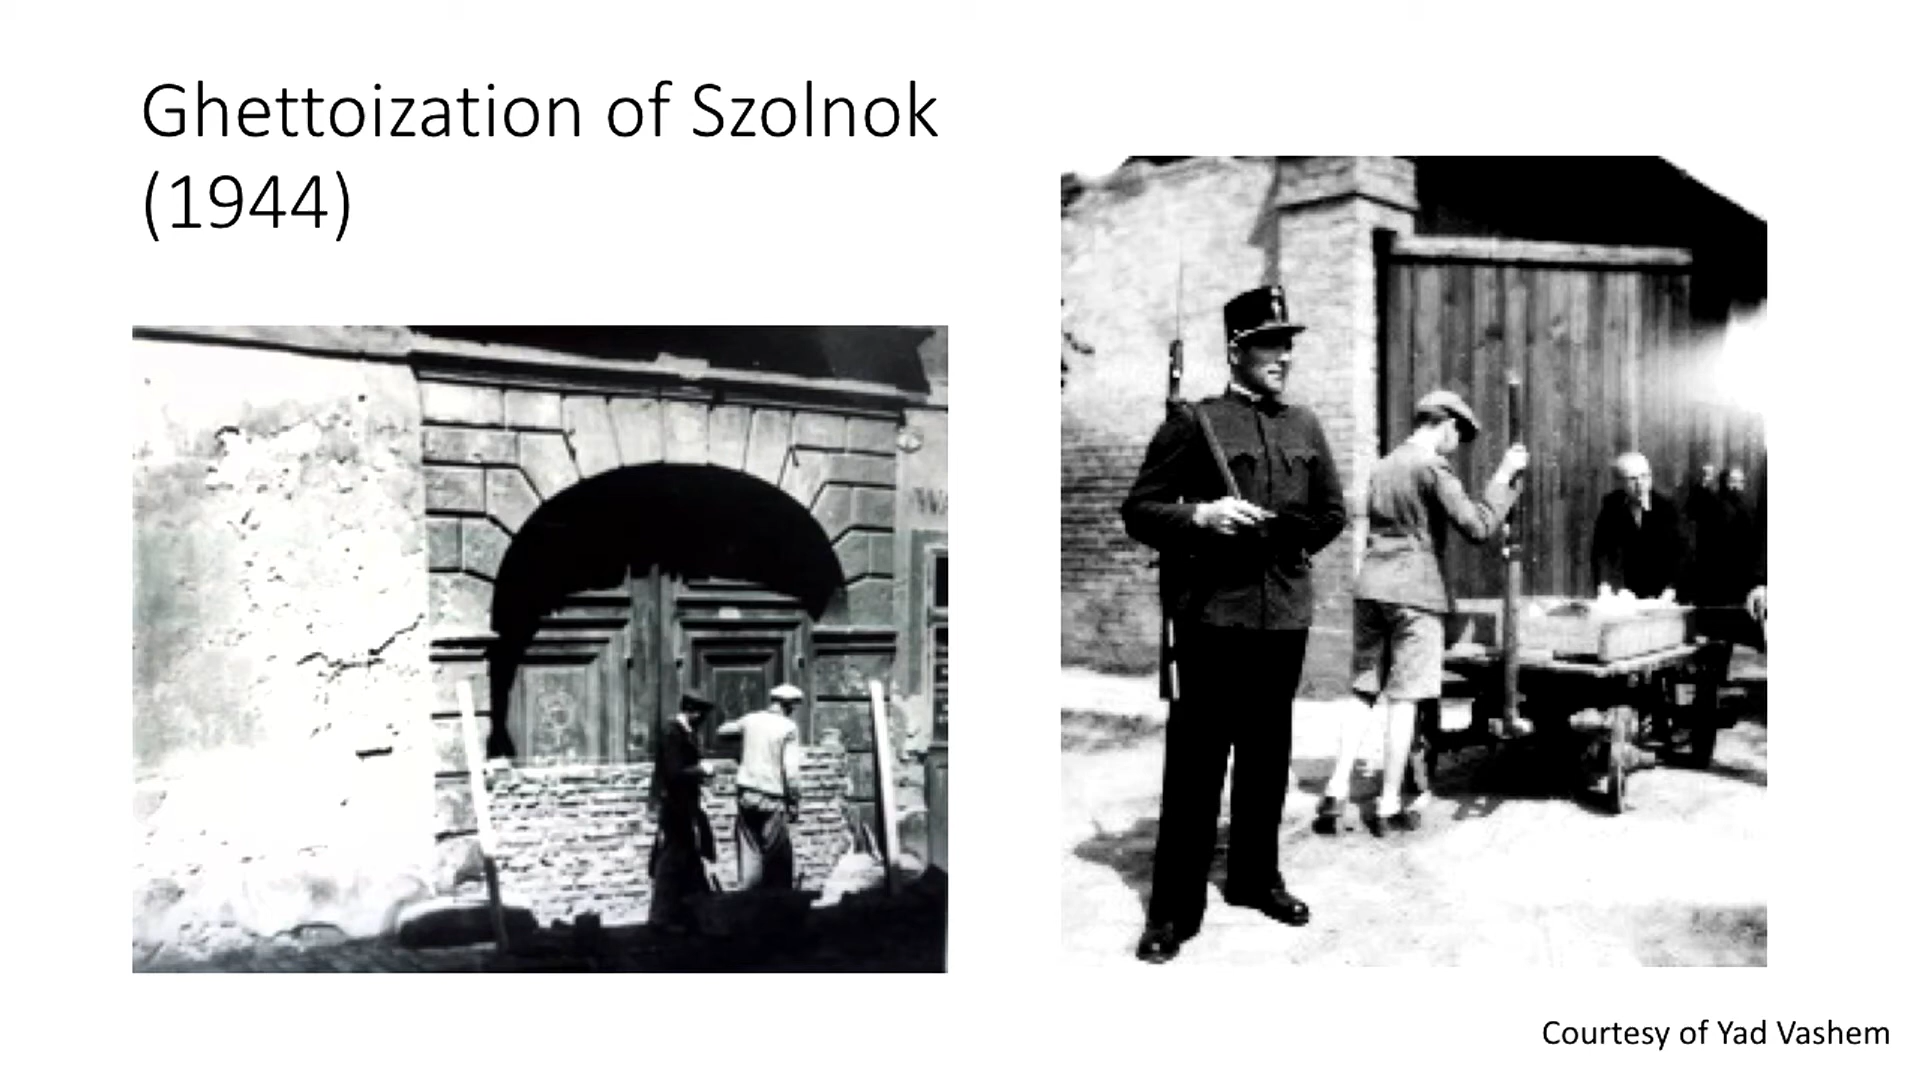 Ghettoization of Szolnok
(1944)
Courtesy of Yad Vashem